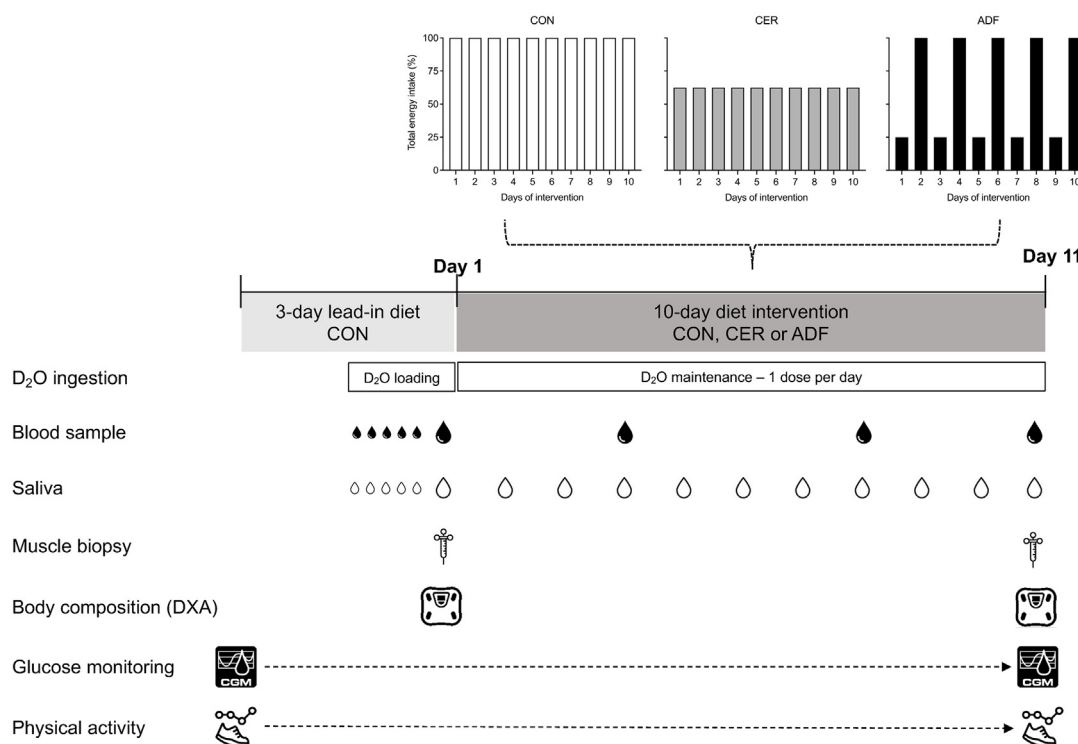 CON
CER
ADF
Total energy intake (%)
100
75
50
25
0
1 2 3 4 5 6 7 8 9 10
1 2 3 4 5 6 7 8 9 10
1 2 3 4 5 6 7 8 9 10
Days of intervention
Days of intervention
Days of intervention
Day 1
Day 11
3-day lead-in diet
CON
10-day diet intervention
CON, CER or ADF
D₂O ingestion
D₂O loading
D₂O maintenance – 1 dose per day
Blood sample
Saliva
Muscle biopsy
Body composition (DXA)
Glucose monitoring
CGM
CGM
Physical activity